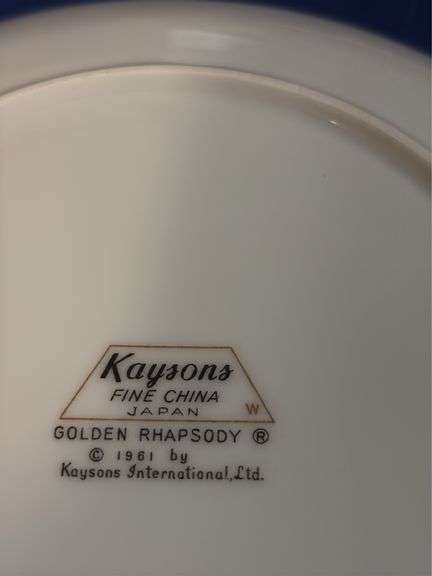 Kaysons
FINE CHINA
JAPAN W
GOLDEN RHAPSODY ®
© 1961 by
Kaysons International, Ltd.